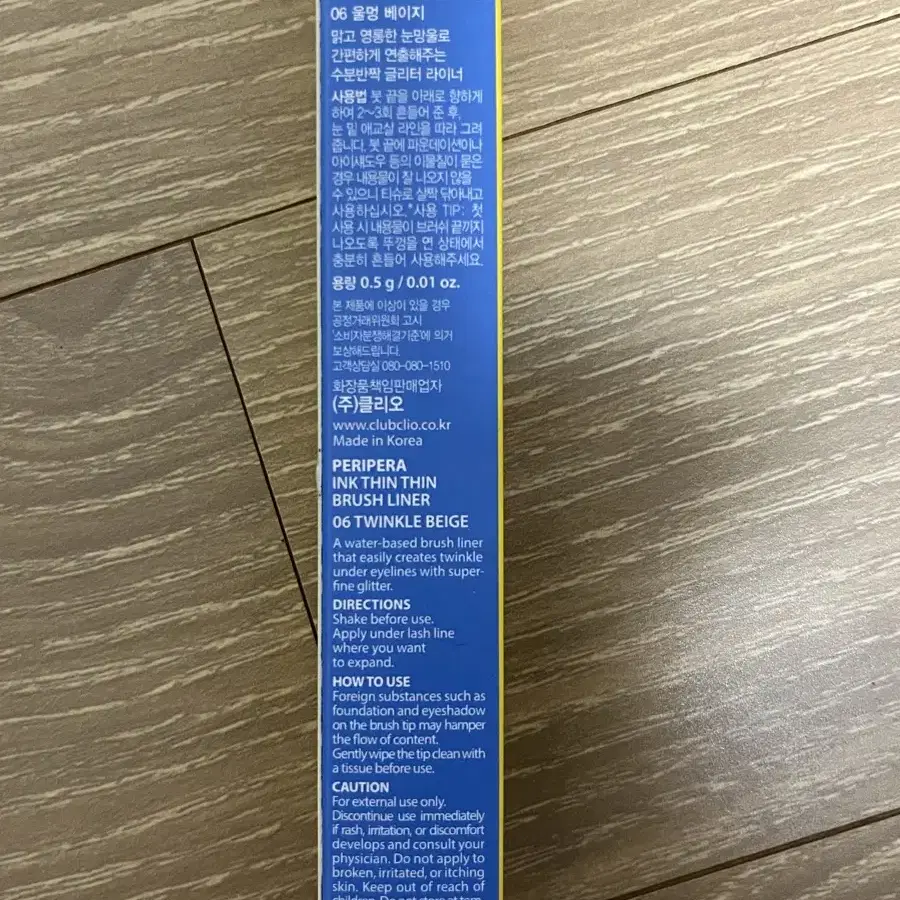 06 울멍 베이지
맑고 영롱한 눈망울로
간편하게 연출해주는
수분반짝 글리터 라이너
사용법 붓 끝을 아래로 향하게
하여 2~3회 흔들어 준 후,
눈 밑 애교살 라인을 따라 그려
줍니다. 붓 끝에 파운데이션이나
아이섀도우 등의 이물질이 묻은
경우 내용물이 잘 나오지 않을
수 있으니 티슈로 살짝 닦아내고
사용하십시오.*사용 TIP: 첫
사용 시 내용물이 브러쉬 끝까지
나오도록 뚜껑을 연 상태에서
충분히 흔들어 사용해주세요.
용량 0.5 g / 0.01 oz.
본 제품에 이상이 있을 경우
공정거래위원회 고시
'소비자분쟁해결기준'에 의거
보상해드립니다.
고객상담실 080-080-1510
화장품책임판매업자
(주)클리오
www.clubclio.co.kr
Made in Korea
PERIPERA
INK THIN THIN
BRUSH LINER
06 TWINKLE BEIGE
A water-based brush liner
that easily creates twinkle
under eyelines with super-
fine glitter.
DIRECTIONS
Shake before use.
Apply under lash line
where you want
to expand.
HOW TO USE
Foreign substances such as
foundation and eyeshadow
on the brush tip may hamper
the flow of content.
Gently wipe the tip clean with
a tissue before use.
CAUTION
For external use only.
Discontinue use immediately
if rash, irritation, or discomfort
develops and consult your
physician. Do not apply to
broken, irritated, or itching
skin. Keep out of reach of